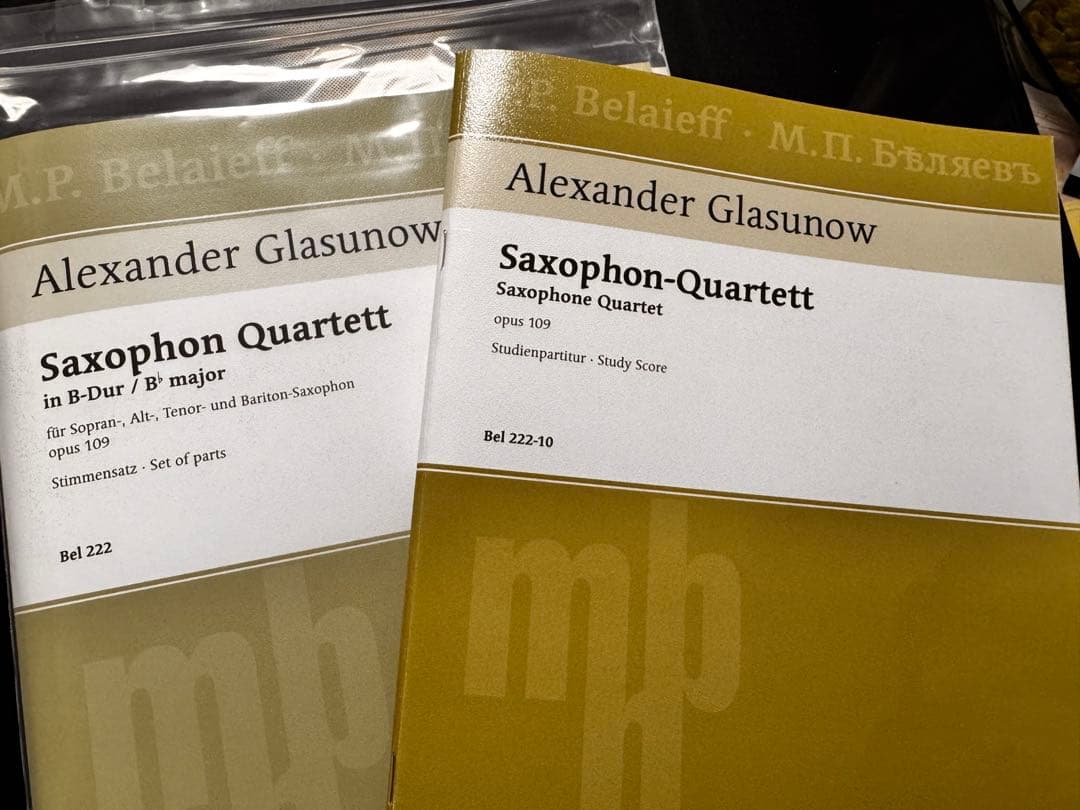 M.P. Belaieff · М.П
Alexander Glasunow
Saxophon Quartett
in B-Dur / B♭ major
für Sopran-, Alt-, Tenor- und Bariton-Saxophon
opus 109
Stimmensatz · Set of parts
Bel 222
mb
P. Belaieff · М.П. Бѣляевъ
Alexander Glasunow
Saxophon-Quartett
Saxophone Quartet
opus 109
Studienpartitur · Study Score
Bel 222-10
mb